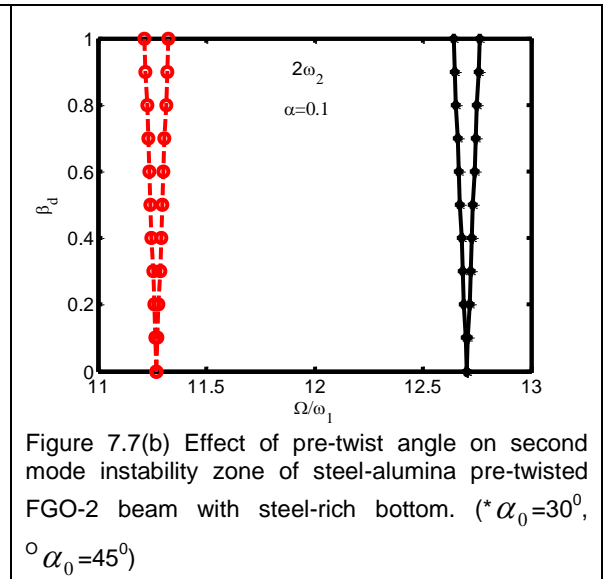 1
0.8
0.6
0.4
0.2
0
β_d
2ω₂
α=0.1
11 11.5 12 12.5 13
Ω/ω₁
Figure 7.7(b) Effect of pre-twist angle on second
mode instability zone of steel-alumina pre-twisted
FGO-2 beam with steel-rich bottom. (* α₀ =30⁰,
ᴼ α₀ =45⁰)